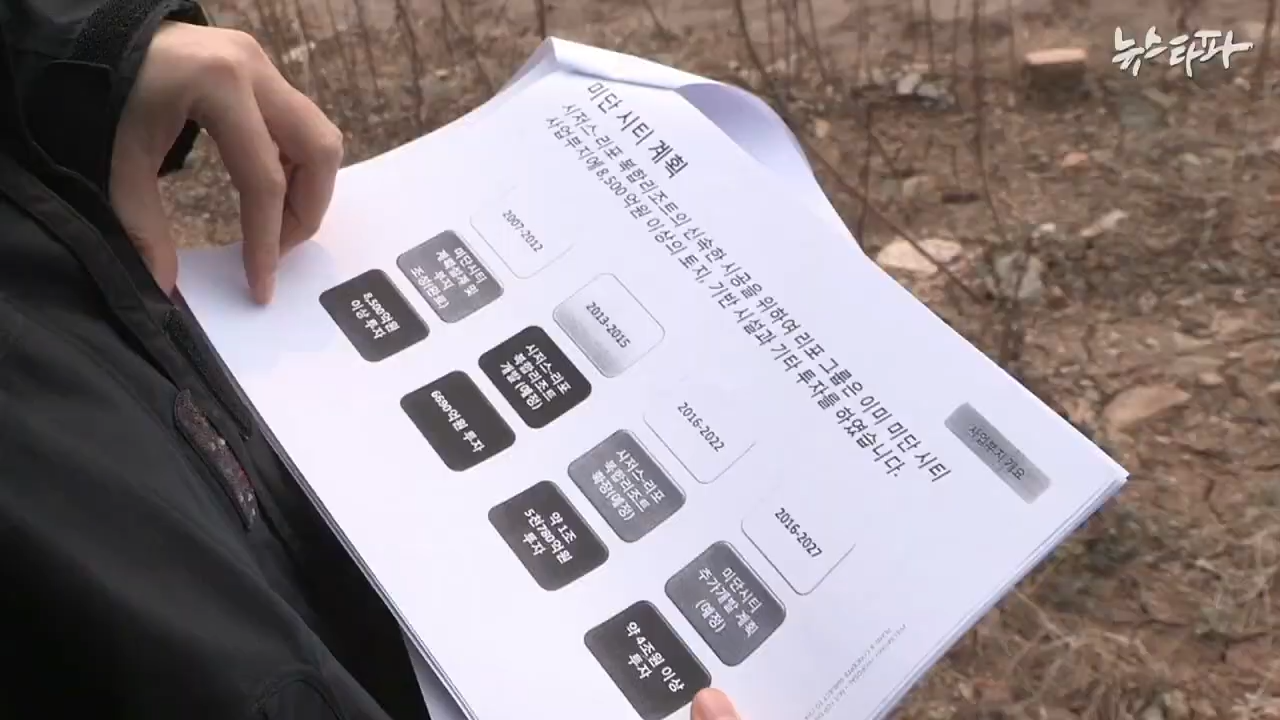 뉴스타파
사업부지 개요
미단 시티 계획
시저스 리포 복합리조트의 신속한 시공을 위하여 리포 그룹은 이미 미단 시티
사업부지에 8,500억원 이상의 토지, 기반 시설과 기타 투자를 하였습니다.
2007-2012
미단시티
계획설계 및
부지
조성(완료)
8,500억원
이상 투자
2013-2015
시저스-리포
복합리조트
개발 (예정)
6690억원 투자
2016-2022
시저스-리포
복합리조트
확장(예정)
약 1조
5천780억원
투자
2016-2027
미단시티
추가개발 계획
(예정)
약 4조원 이상
투자